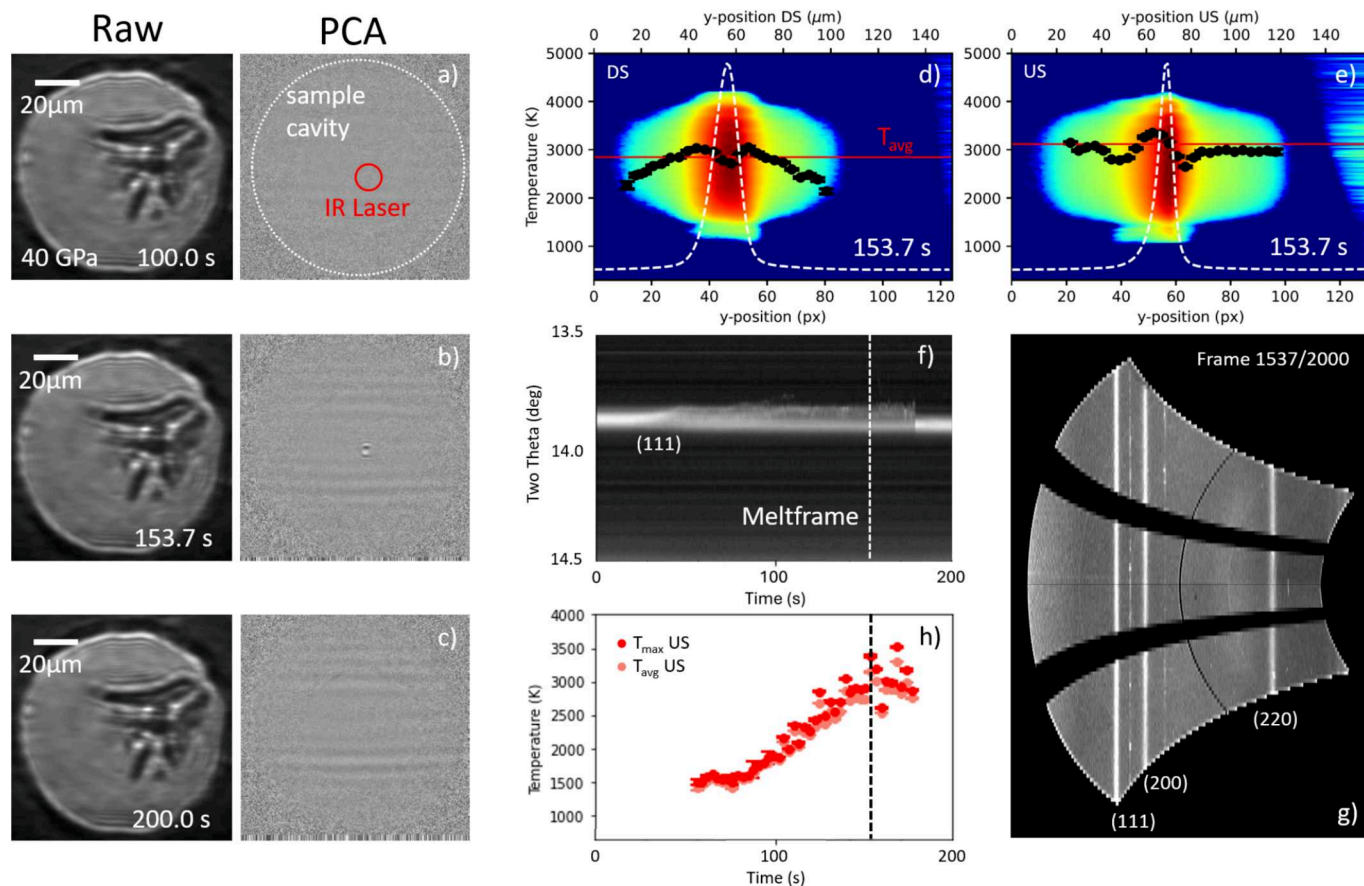 Raw
PCA
20μm
40 GPa
100.0 s
a)
sample
cavity
IR Laser
20μm
153.7 s
b)
20μm
200.0 s
c)
y-position DS (μm)
0 20 40 60 80 100 120 140
5000
4000
3000
2000
1000
Temperature (K)
DS
d)
Tavg
153.7 s
0 20 40 60 80 100 120
y-position (px)
y-position US (μm)
0 20 40 60 80 100 120 140
5000
4000
3000
2000
1000
Temperature (K)
US
e)
Tavg
153.7 s
0 20 40 60 80 100 120
y-position (px)
13.5
14.0
14.5
Two Theta (deg)
f)
(111)
Meltframe
0 100 200
Time (s)
Frame 1537/2000
(220)
(200)
(111)
g)
4000
3500
3000
2500
2000
1500
1000
Temperature (K)
h)
Tmax US
Tavg US
0 100 200
Time (s)